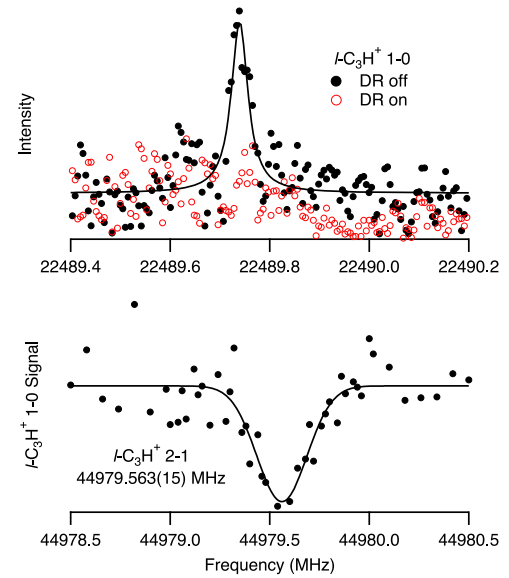 Intensity
l-C₃H⁺ 1-0
DR off
DR on
22489.4 22489.6 22489.8 22490.0 22490.2
l-C₃H⁺ 1-0 Signal
l-C₃H⁺ 2-1
44979.563(15) MHz
44978.5 44979.0 44979.5 44980.0 44980.5
Frequency (MHz)